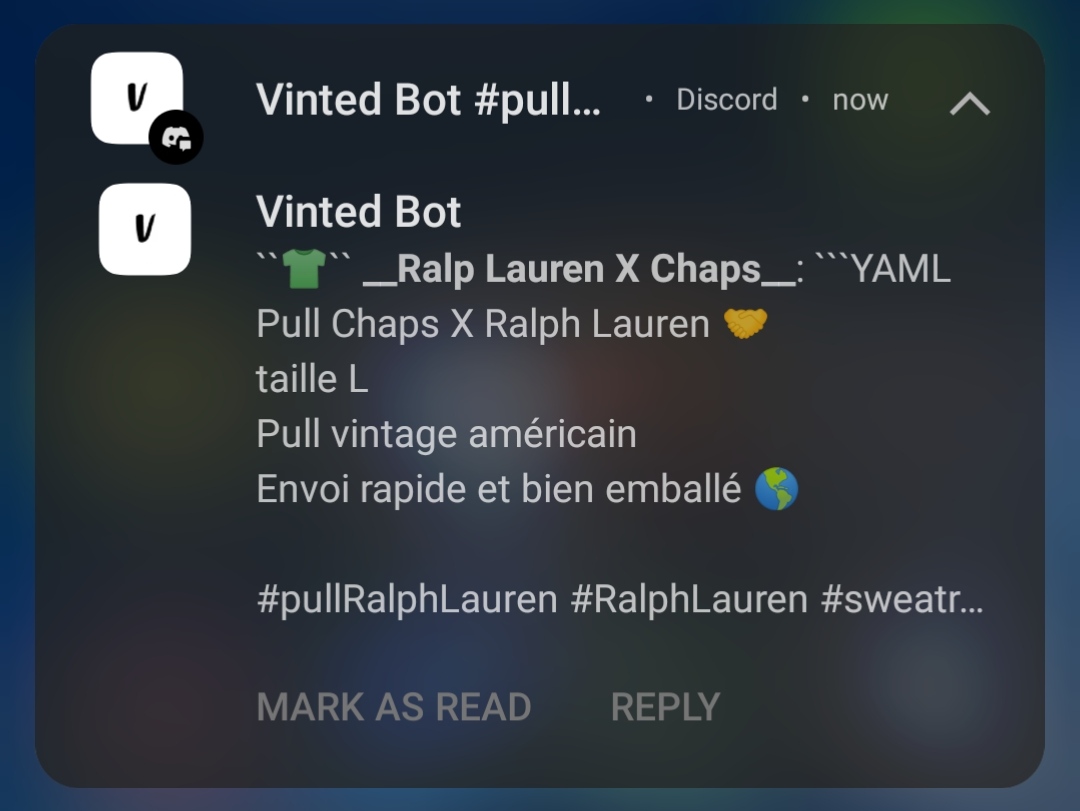 Vinted Bot #pull... • Discord • now
Vinted Bot
``👕`` __Ralp Lauren X Chaps__: ```YAML
Pull Chaps X Ralph Lauren 🤝
taille L
Pull vintage américain
Envoi rapide et bien emballé 🌎
#pullRalphLauren #RalphLauren #sweatr...
MARK AS READ REPLY